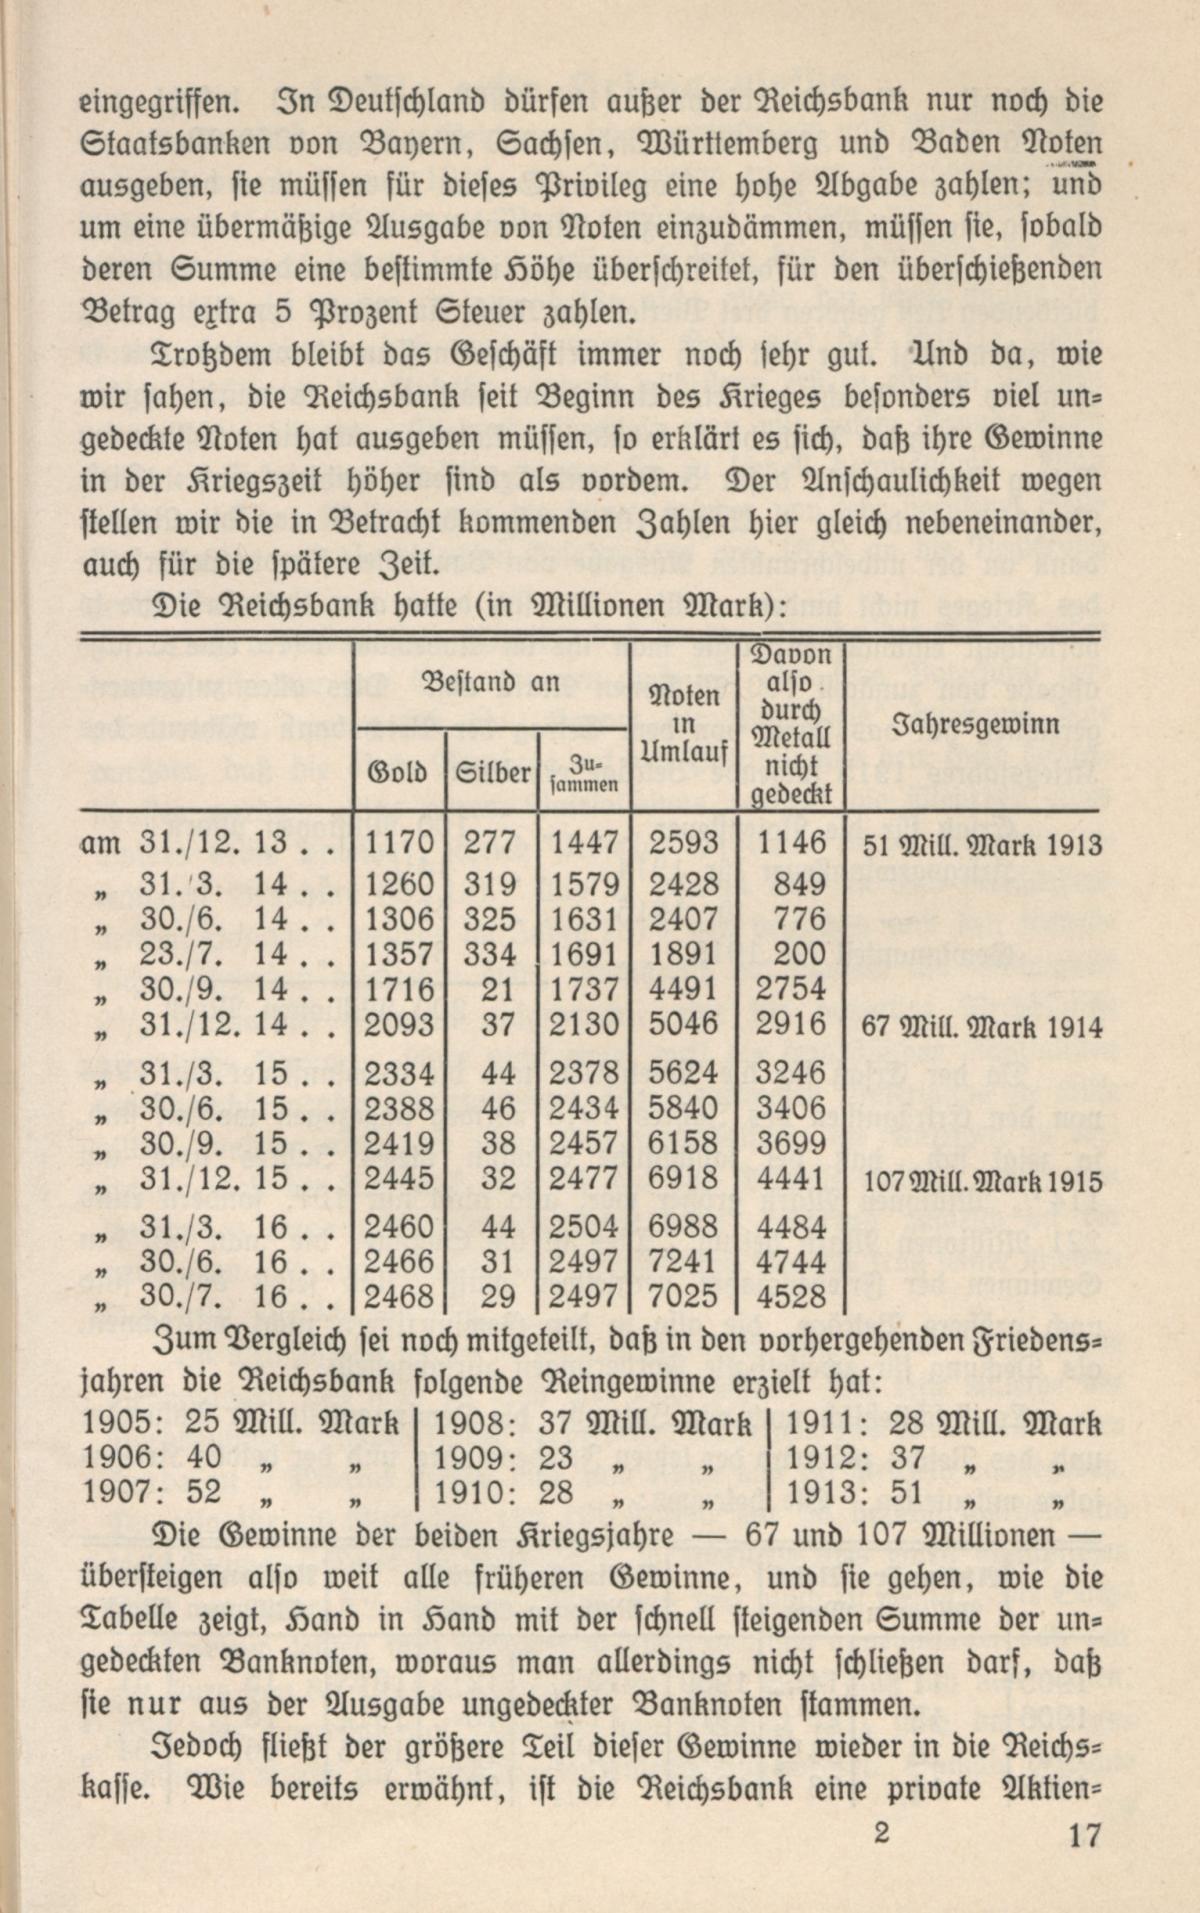 eingegriffen. In Deutschland dürfen außer der Reichsbank nur noch die
Staatsbanken von Bayern, Sachsen, Württemberg und Baden Noten
ausgeben, sie müssen für dieses Privileg eine hohe Abgabe zahlen; und
um eine übermäßige Ausgabe von Noten einzudämmen, müssen sie, sobald
deren Summe eine bestimmte Höhe überschreitet, für den überschießenden
Betrag extra 5 Prozent Steuer zahlen.
Trotzdem bleibt das Geschäft immer noch sehr gut. Und da, wie
wir sahen, die Reichsbank seit Beginn des Krieges besonders viel un-
gedeckte Noten hat ausgeben müssen, so erklärt es sich, daß ihre Gewinne
in der Kriegszeit höher sind als vordem. Der Anschaulichkeit wegen
stellen wir die in Betracht kommenden Zahlen hier gleich nebeneinander,
auch für die spätere Zeit.
Die Reichsbank hatte (in Millionen Mark):
Bestand an
Gold Silber Zu-
sammen
Noten
in
Umlauf
Davon
also
durch
Metall
nicht
gedeckt
Jahresgewinn
am 31./12. 13 . . 1170 277 1447 2593 1146 51 Mill. Mark 1913
„ 31./3. 14 . . 1260 319 1579 2428 849
„ 30./6. 14 . . 1306 325 1631 2407 776
„ 23./7. 14 . . 1357 334 1691 1891 200
„ 30./9. 14 . . 1716 21 1737 4491 2754
„ 31./12. 14 . . 2093 37 2130 5046 2916 67 Mill. Mark 1914
„ 31./3. 15 . . 2334 44 2378 5624 3246
„ 30./6. 15 . . 2388 46 2434 5840 3406
„ 30./9. 15 . . 2419 38 2457 6158 3699
„ 31./12. 15 . . 2445 32 2477 6918 4441 107 Mill. Mark 1915
„ 31./3. 16 . . 2460 44 2504 6988 4484
„ 30./6. 16 . . 2466 31 2497 7241 4744
„ 30./7. 16 . . 2468 29 2497 7025 4528
Zum Vergleich sei noch mitgeteilt, daß in den vorhergehenden Friedens-
jahren die Reichsbank folgende Reingewinne erzielt hat:
1905: 25 Mill. Mark | 1908: 37 Mill. Mark | 1911: 28 Mill. Mark
1906: 40 „ „ | 1909: 23 „ „ | 1912: 37 „ „
1907: 52 „ „ | 1910: 28 „ „ | 1913: 51 „ „
Die Gewinne der beiden Kriegsjahre — 67 und 107 Millionen —
übersteigen also weit alle früheren Gewinne, und sie gehen, wie die
Tabelle zeigt, Hand in Hand mit der schnell steigenden Summe der un-
gedeckten Banknoten, woraus man allerdings nicht schließen darf, daß
sie nur aus der Ausgabe ungedeckter Banknoten stammen.
Jedoch fließt der größere Teil dieser Gewinne wieder in die Reichs-
kasse. Wie bereits erwähnt, ist die Reichsbank eine private Aktien-
2 17